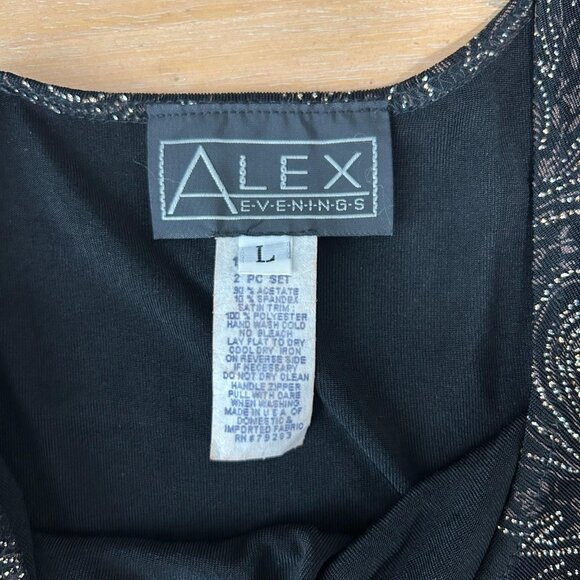 ALEX
E·V·E·N·I·N·G·S
L
2 PC SET
90% ACETATE
10% SPANDEX
SATIN TRIM:
100% POLYESTER
HAND WASH COLD
NO BLEACH
LAY FLAT TO DRY
COOL DRY IRON
ON REVERSE SIDE
IF NECESSARY
DO NOT DRY CLEAN
HANDLE ZIPPER
PULL WITH CARE
WHEN WASHING
MADE IN U.S.A. OF
DOMESTIC &
IMPORTED FABRIC
RN#79293